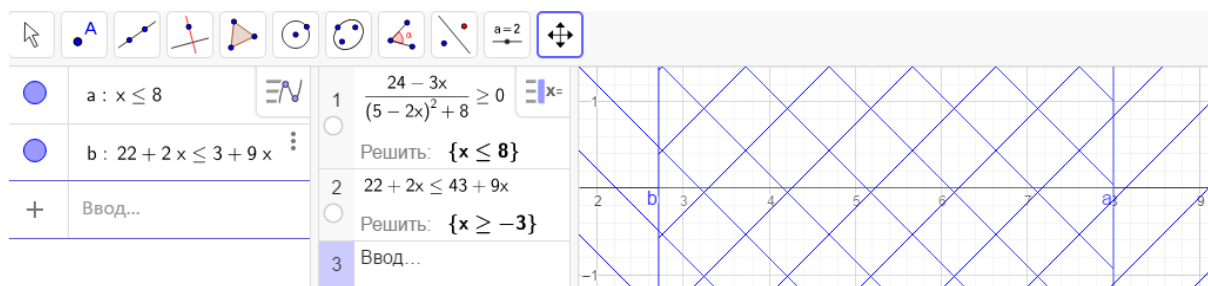 A
α
a = 2
a : x ≤ 8
b : 22 + 2 x ≤ 3 + 9 x
+ Ввод...
x=
1
24 − 3x
(5 − 2x)² + 8
≥ 0
Решить: {x ≤ 8}
2 22 + 2x ≤ 43 + 9x
Решить: {x ≥ −3}
3 Ввод...
1
2 b 3 4 5 6 7 a 8 9
−1